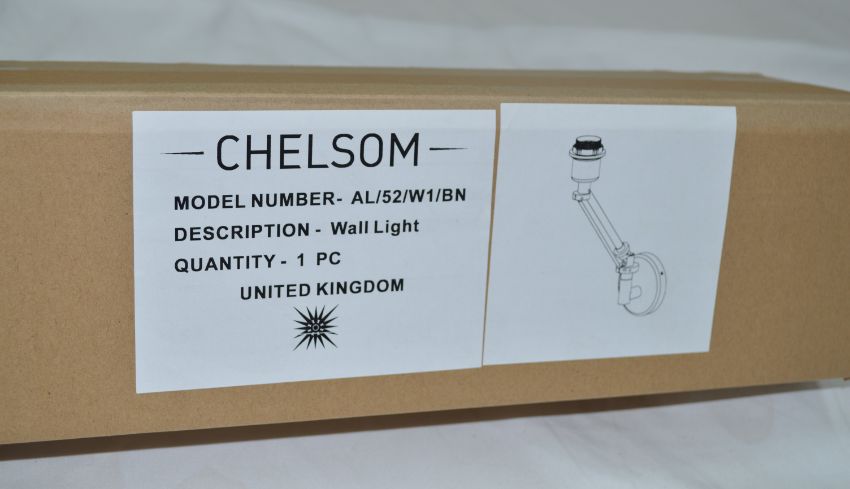 CHELSOM
MODEL NUMBER- AL/52/W1/BN
DESCRIPTION - Wall Light
QUANTITY - 1 PC
UNITED KINGDOM